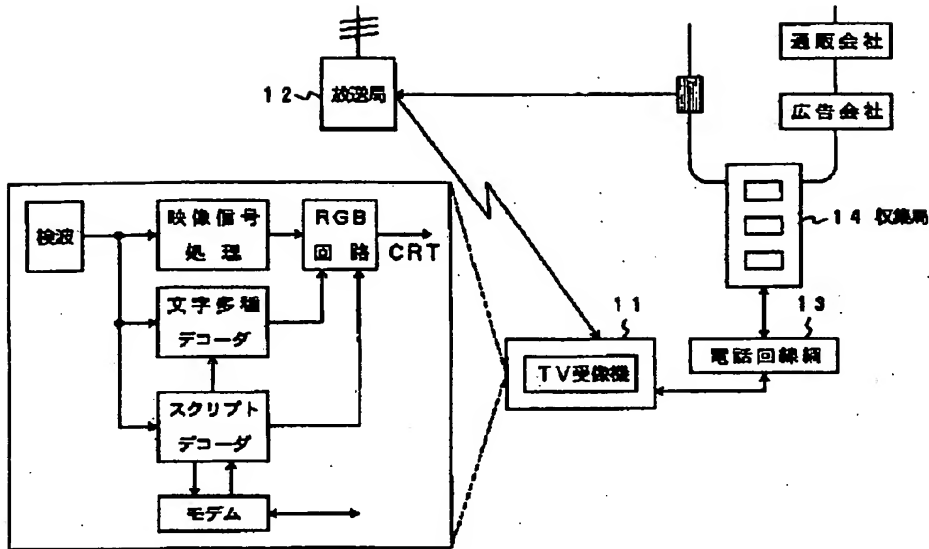 通販会社
12
放送局
広告会社
検波
映像信号
処理
RGB
回路
CRT
14 収集局
文字多種
デコーダ
11
13
TV受像機
電話回線網
スクリプト
デコーダ
モデム